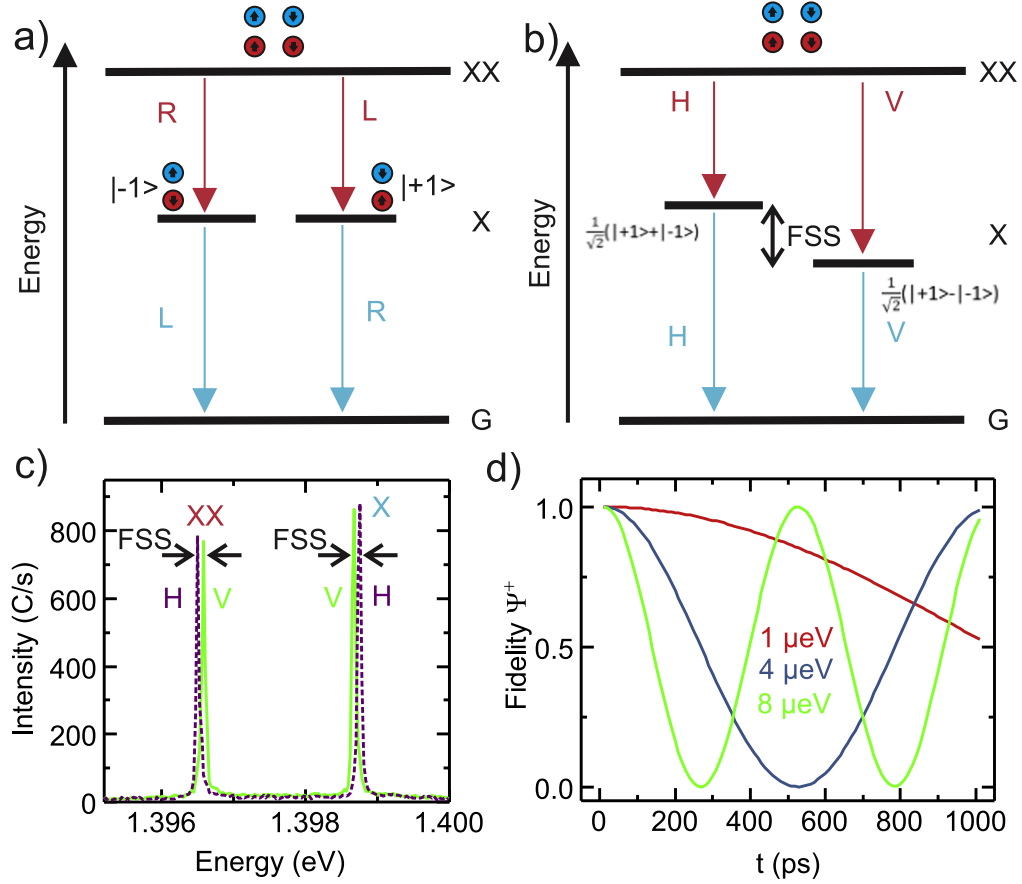 a)
XX
R
L
|-1>
|+1>
X
L
R
G
Energy
b)
XX
H
V
1/√2(|+1>+|-1>)
FSS
X
1/√2(|+1>-|-1>)
H
V
G
Energy
c)
XX
X
FSS
FSS
H
V
V
H
800
600
400
200
0
1.396
1.398
1.400
Intensity (C/s)
Energy (eV)
d)
1.0
0.5
0.0
1 µeV
4 µeV
8 µeV
0
200
400
600
800
1000
Fidelity Ψ⁺
t (ps)